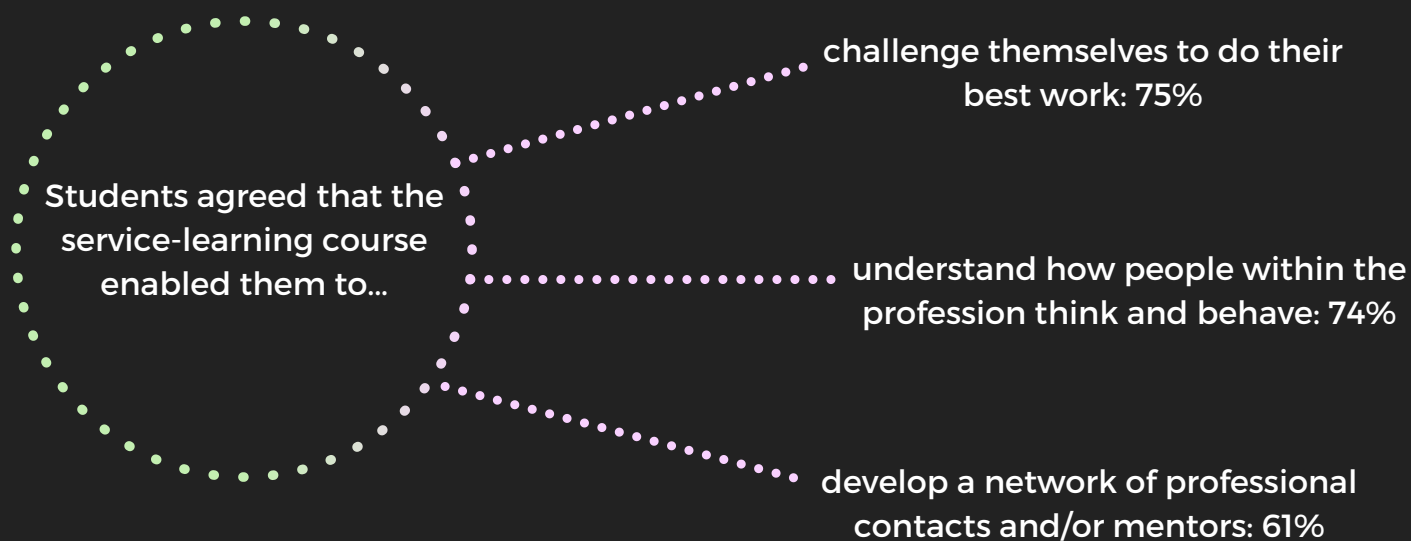 Students agreed that the
service-learning course
enabled them to...
challenge themselves to do their
best work: 75%
understand how people within the
profession think and behave: 74%
develop a network of professional
contacts and/or mentors: 61%